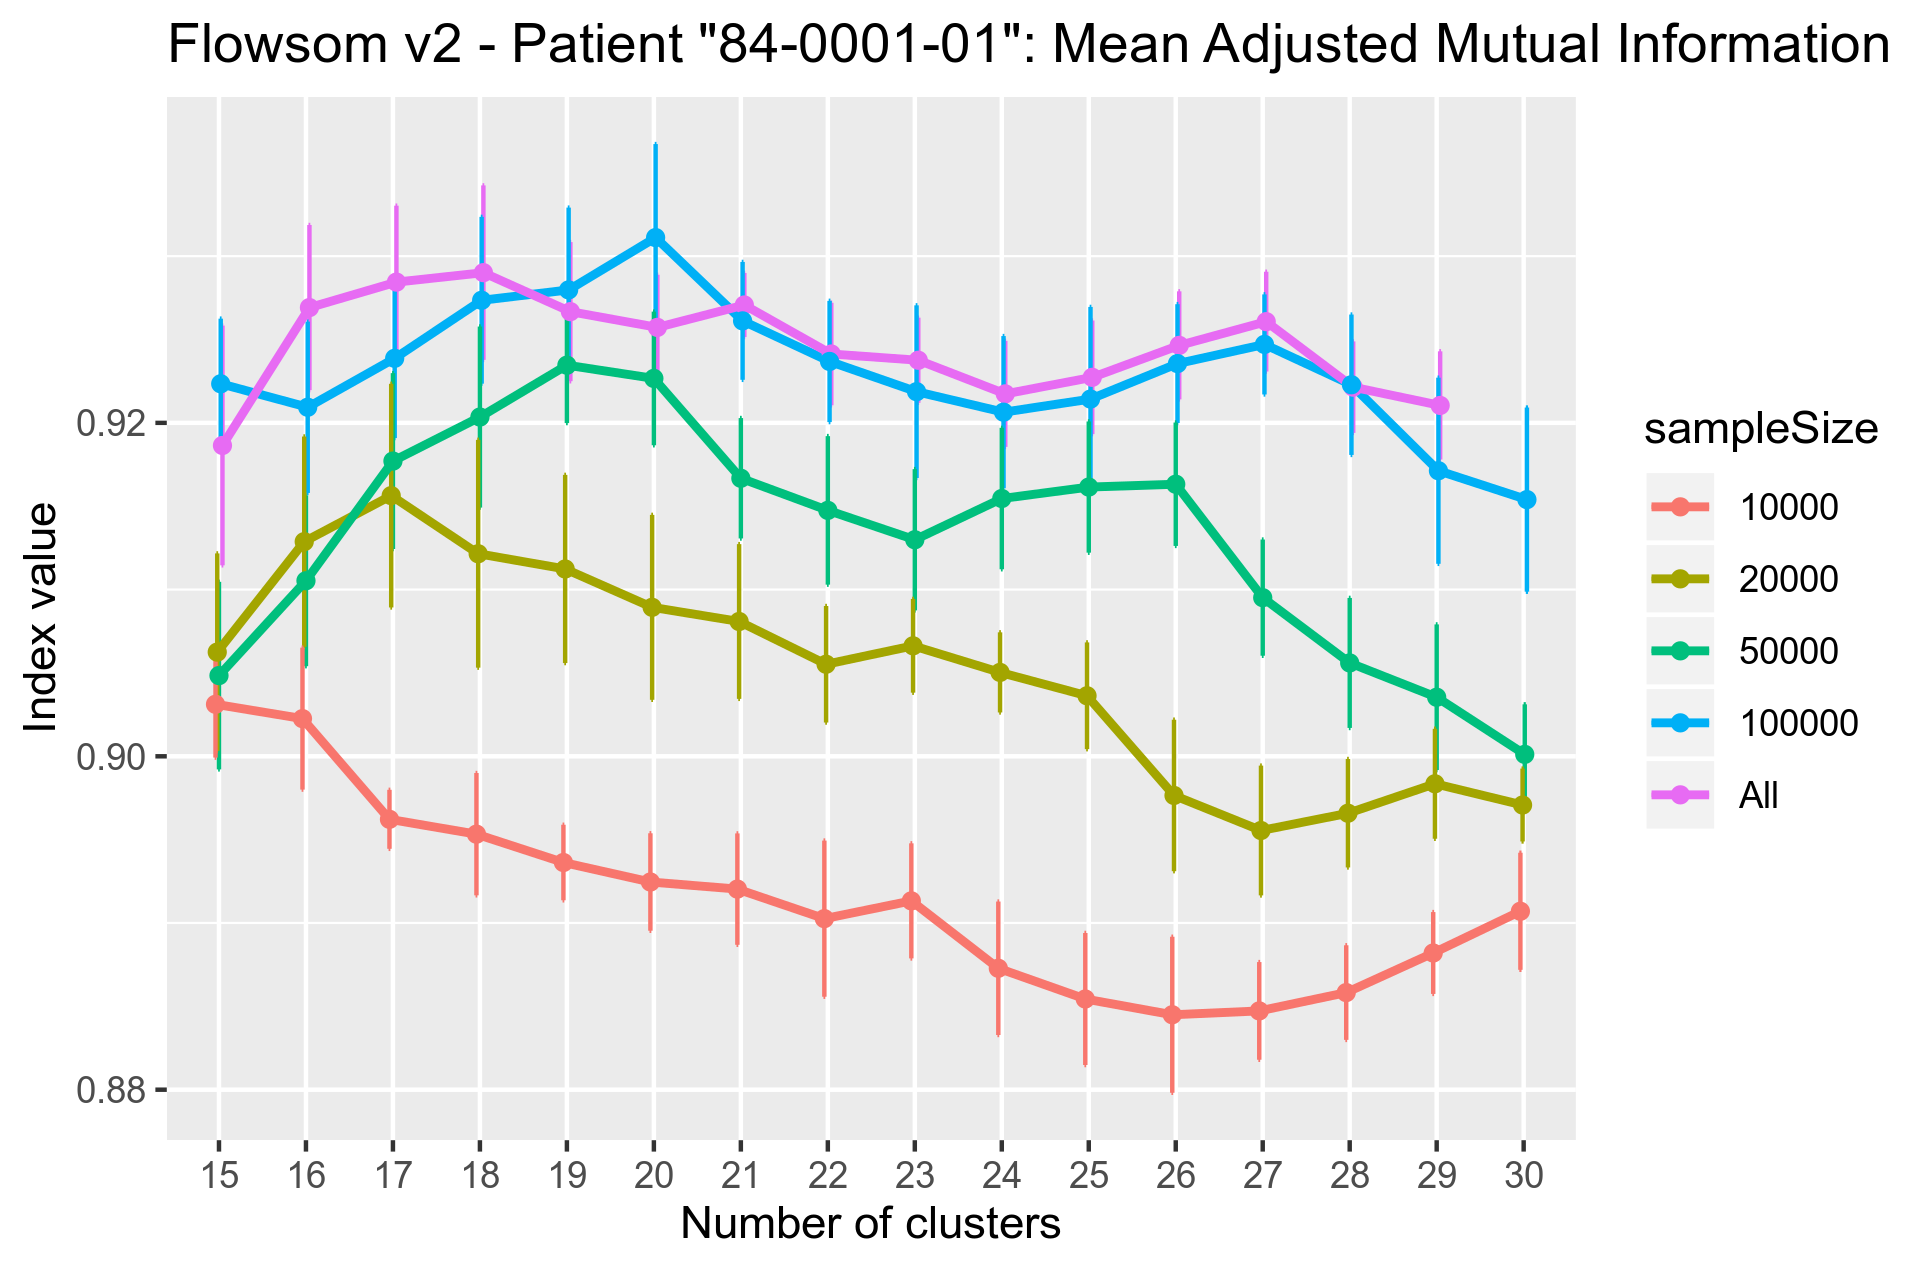 Flowsom v2 - Patient "84-0001-01": Mean Adjusted Mutual Information
Index value
0.92
0.90
0.88
15 16 17 18 19 20 21 22 23 24 25 26 27 28 29 30
Number of clusters
sampleSize
10000
20000
50000
100000
All